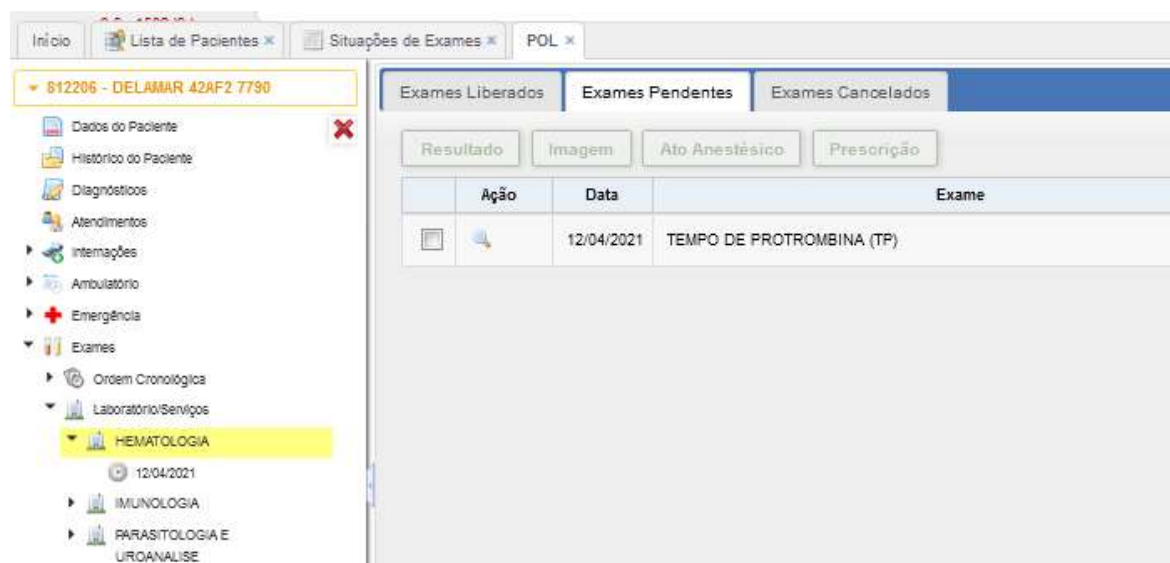 Início
Lista de Pacientes ×
Situações de Exames ×
POL ×
812206 - DELAMAR 42AF2 7790
Dados do Paciente
Histórico do Paciente
Diagnósticos
Atendimentos
Internações
Ambulatório
Emergência
Exames
Ordem Cronológica
Laboratório/Serviços
HEMATOLOGIA
12/04/2021
IMUNOLOGIA
PARASITOLOGIA E
UROANALISE
Exames Liberados
Exames Pendentes
Exames Cancelados
Resultado
Imagem
Ato Anestésico
Prescrição
Ação
Data
Exame
12/04/2021
TEMPO DE PROTROMBINA (TP)